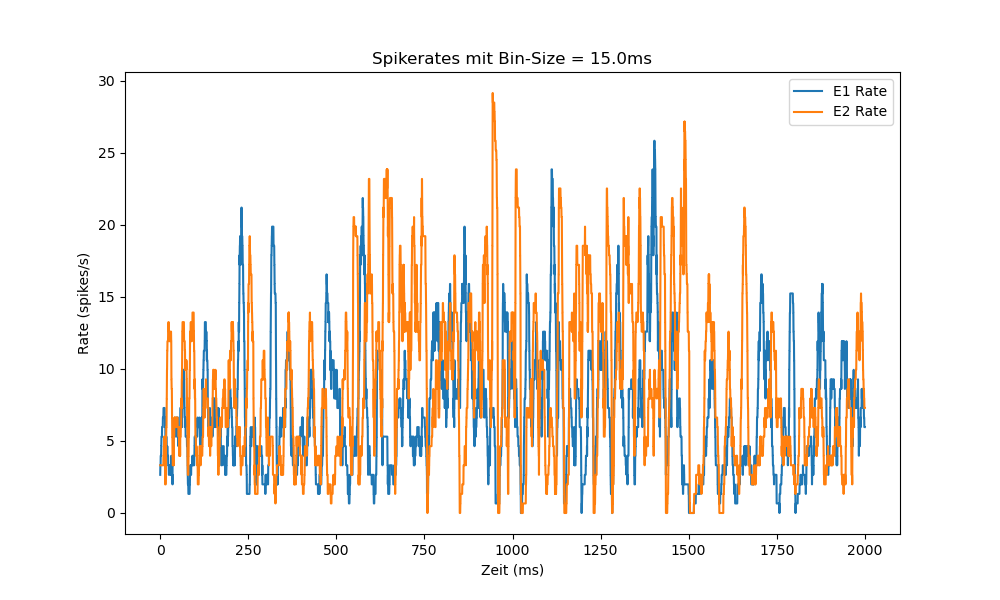 Spikerates mit Bin-Size = 15.0ms
E1 Rate
E2 Rate
30
25
20
15
10
5
0
Rate (spikes/s)
0 250 500 750 1000 1250 1500 1750 2000
Zeit (ms)